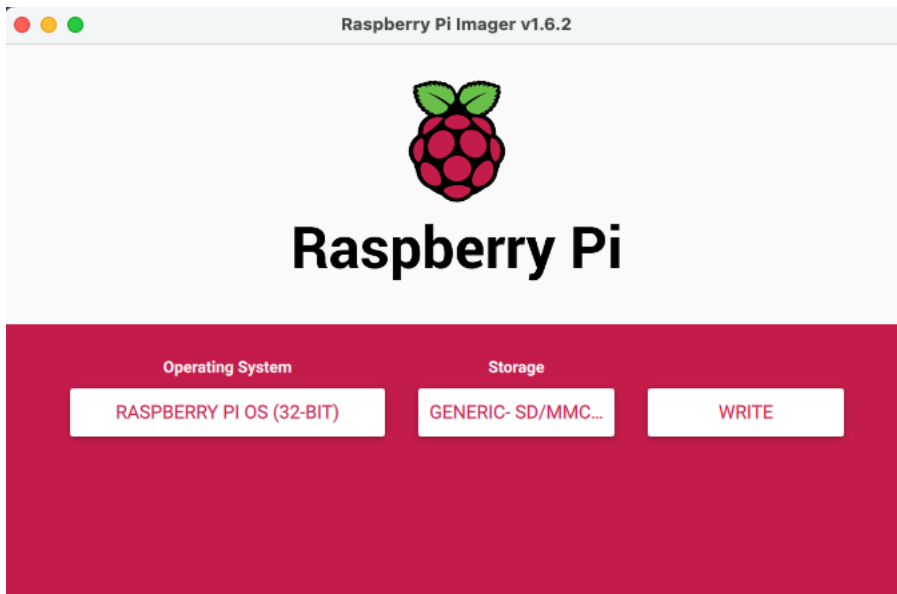 Raspberry Pi Imager v1.6.2
Raspberry Pi
Operating System
Storage
RASPBERRY PI OS (32-BIT)
GENERIC- SD/MMC...
WRITE